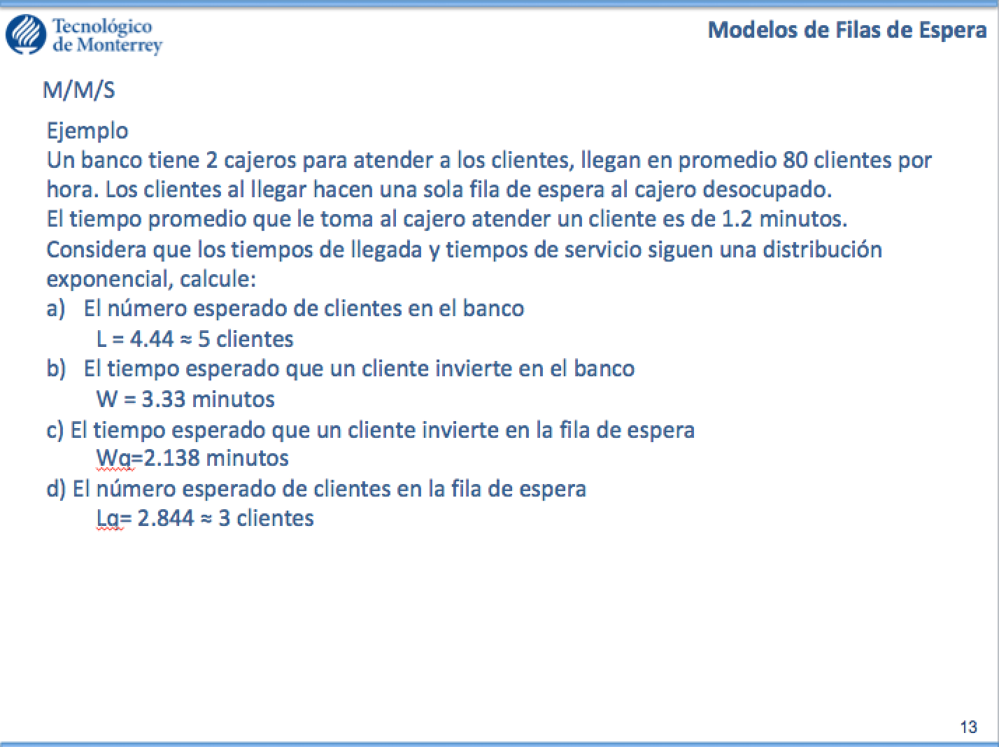 Tecnológico
de Monterrey
Modelos de Filas de Espera
M/M/S
Ejemplo
Un banco tiene 2 cajeros para atender a los clientes, llegan en promedio 80 clientes por
hora. Los clientes al llegar hacen una sola fila de espera al cajero desocupado.
El tiempo promedio que le toma al cajero atender un cliente es de 1.2 minutos.
Considera que los tiempos de llegada y tiempos de servicio siguen una distribución
exponencial, calcule:
a) El número esperado de clientes en el banco
L = 4.44 ≈ 5 clientes
b) El tiempo esperado que un cliente invierte en el banco
W = 3.33 minutos
c) El tiempo esperado que un cliente invierte en la fila de espera
Wq=2.138 minutos
d) El número esperado de clientes en la fila de espera
Lq= 2.844 ≈ 3 clientes
13